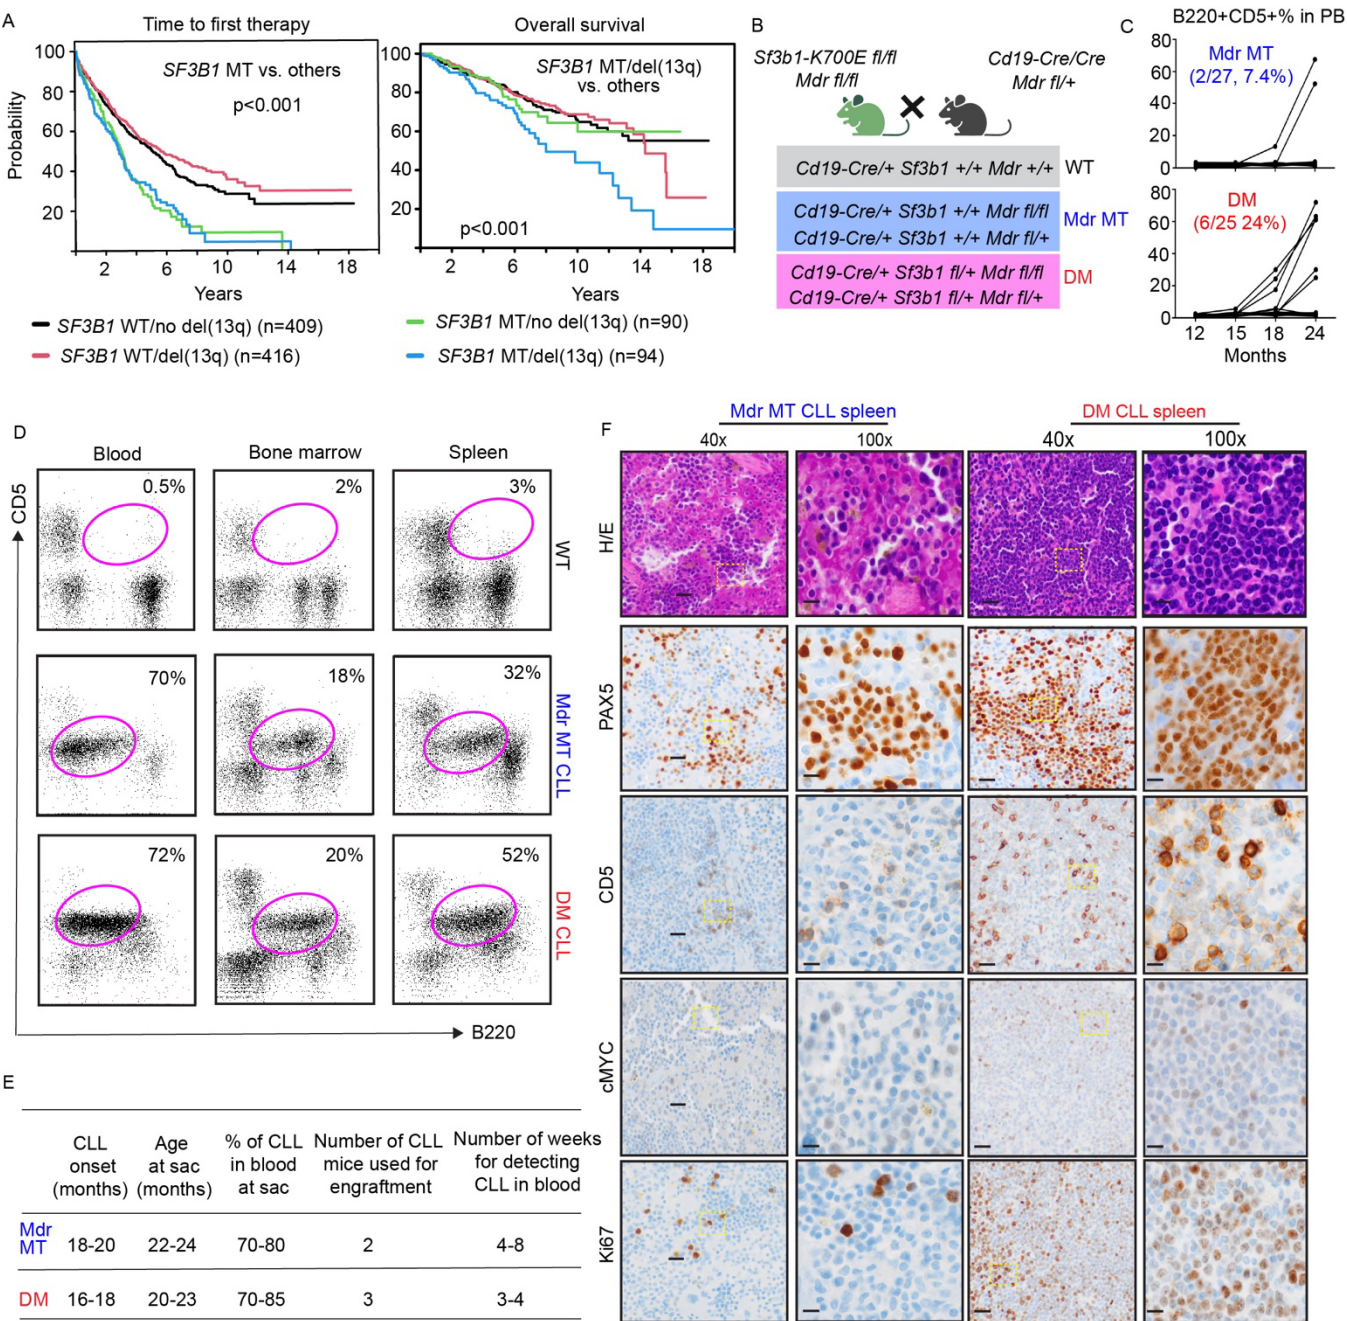 A
Time to first therapy
Overall survival
Probability
100
80
60
40
20
SF3B1 MT vs. others
p<0.001
2
6
10
14
18
Years
100
80
60
40
20
SF3B1 MT/del(13q)
vs. others
p<0.001
2
6
10
14
18
Years
SF3B1 WT/no del(13q) (n=409)
SF3B1 WT/del(13q) (n=416)
SF3B1 MT/no del(13q) (n=90)
SF3B1 MT/del(13q) (n=94)
B
Sf3b1-K700E fl/fl
Mdr fl/fl
Cd19-Cre/Cre
Mdr fl/+
Cd19-Cre/+ Sf3b1 +/+ Mdr +/+
WT
Cd19-Cre/+ Sf3b1 +/+ Mdr fl/fl
Cd19-Cre/+ Sf3b1 +/+ Mdr fl/+
Mdr MT
Cd19-Cre/+ Sf3b1 fl/+ Mdr fl/fl
Cd19-Cre/+ Sf3b1 fl/+ Mdr fl/+
DM
C
B220+CD5+% in PB
80
60
40
20
0
Mdr MT
(2/27, 7.4%)
80
60
40
20
0
DM
(6/25 24%)
12
15
18
24
Months
D
Blood
Bone marrow
Spleen
CD5
0.5%
2%
3%
WT
70%
18%
32%
Mdr MT CLL
72%
20%
52%
DM CLL
B220
E
CLL
onset
(months)
Age
at sac
(months)
% of CLL
in blood
at sac
Number of CLL
mice used for
engraftment
Number of weeks
for detecting
CLL in blood
Mdr
MT
18-20
22-24
70-80
2
4-8
DM
16-18
20-23
70-85
3
3-4
F
Mdr MT CLL spleen
DM CLL spleen
40x
100x
40x
100x
H/E
PAX5
CD5
cMYC
Ki67